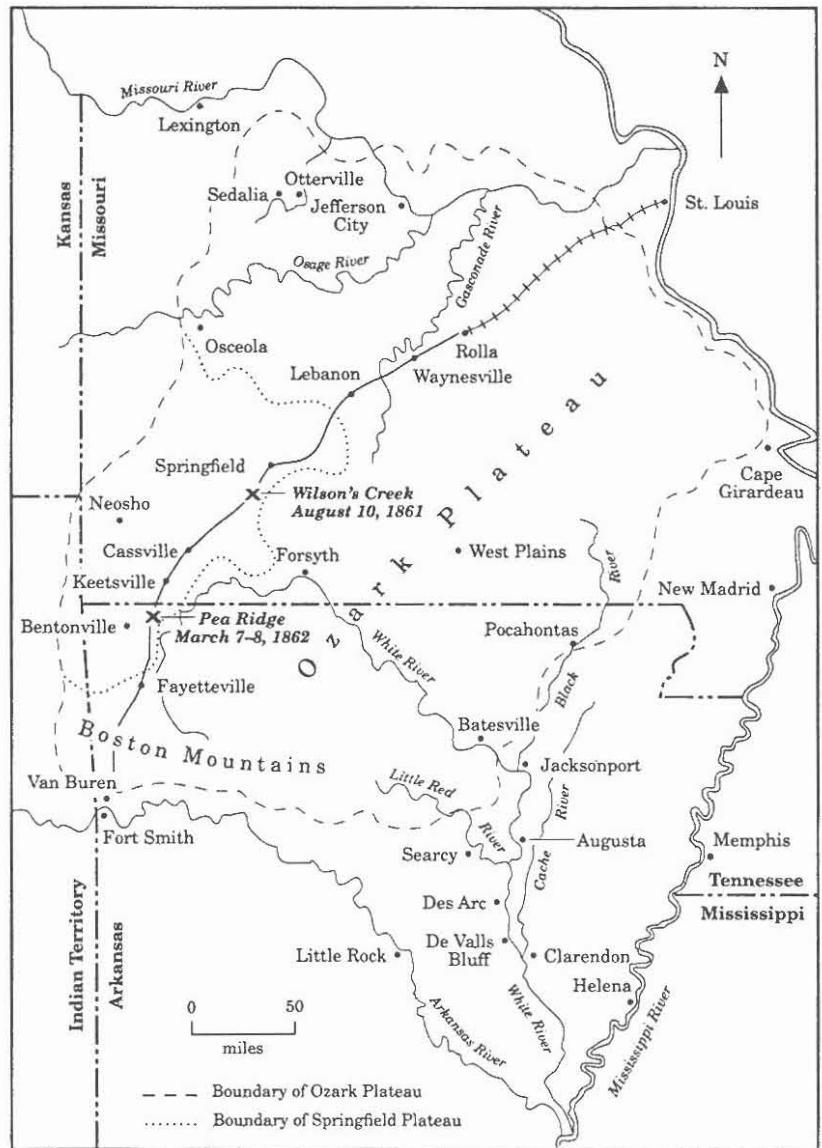 Missouri River
Lexington
N
Sedalia
Otterville
Jefferson
City
St. Louis
Kansas
Missouri
Osage River
Gasconade River
Osceola
Rolla
Waynesville
Lebanon
Springfield
Wilson's Creek
August 10, 1861
Cape
Girardeau
Neosho
Cassville
Forsyth
West Plains
Ozark Plateau
Keetsville
River
New Madrid
Bentonville
Pea Ridge
March 7–8, 1862
Pocahontas
White River
Black
Fayetteville
Boston Mountains
Batesville
Jacksonport
Van Buren
Little Red
River
River
Fort Smith
Augusta
Searcy
Cache
Memphis
Tennessee
Mississippi
Des Arc
De Valls
Bluff
Clarendon
Little Rock
Helena
Indian Territory
Arkansas
0 50
miles
Arkansas River
White River
Mississippi River
Boundary of Ozark Plateau
Boundary of Springfield Plateau